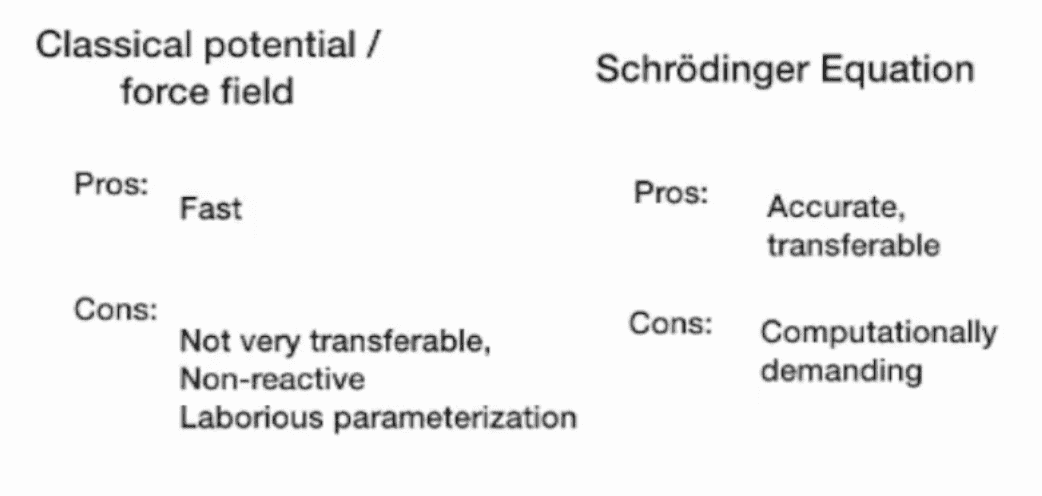 Classical potential /
force field
Pros:
Fast
Cons:
Not very transferable,
Non-reactive
Laborious parameterization
Schrödinger Equation
Pros:
Accurate,
transferable
Cons:
Computationally
demanding